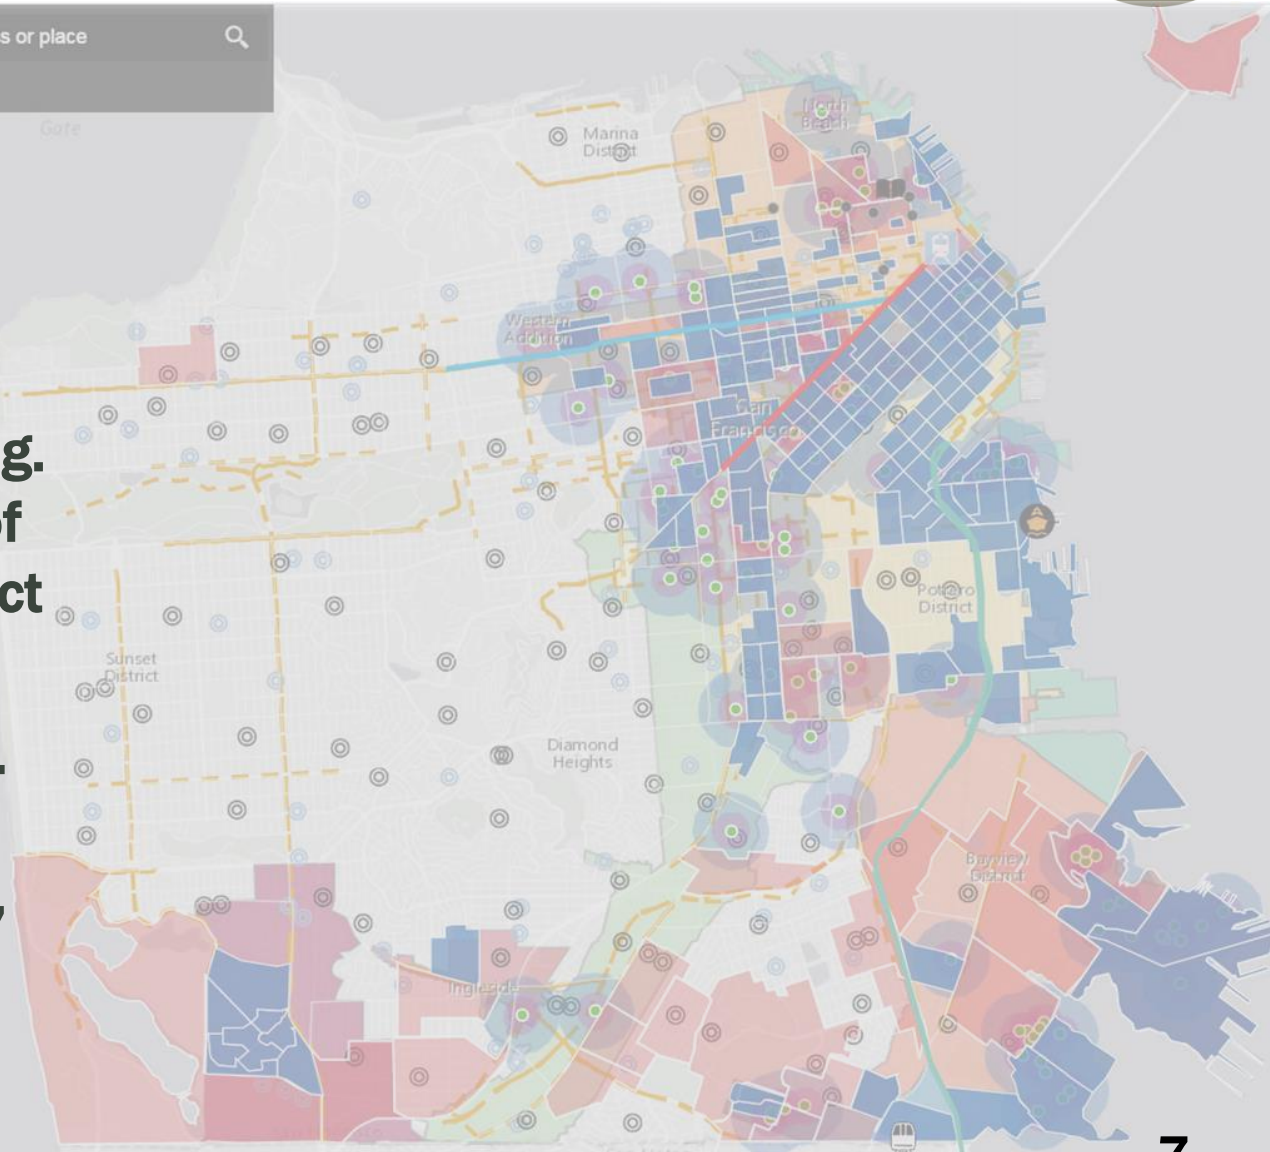 s or place
Gate
Marina
District
North
Beach
Western
Addition
San
Francisco
g.
of
ct
Potrero
District
Sunset
District
Diamond
Heights
Bayview
District
Ingleside
7